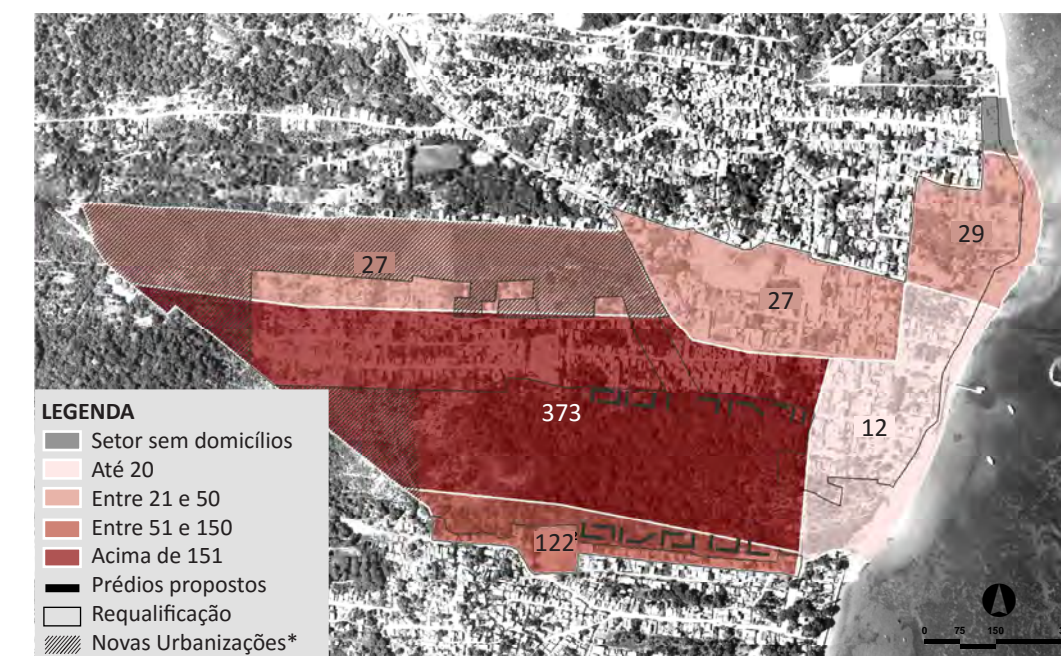 29
27
27
373
12
122
LEGENDA
Setor sem domicílios
Até 20
Entre 21 e 50
Entre 51 e 150
Acima de 151
Prédios propostos
Requalificação
Novas Urbanizações*
0 75 150